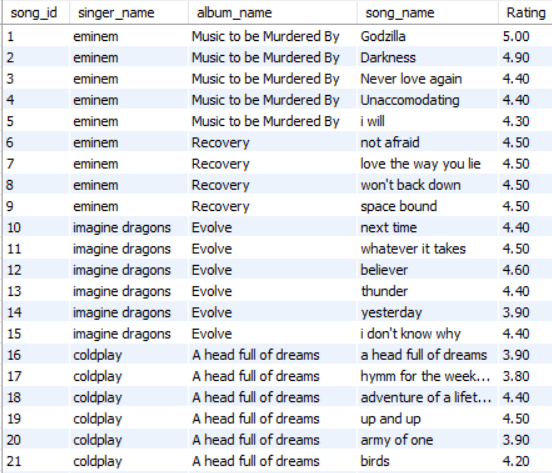 song_id singer_name album_name song_name Rating
1 eminem Music to be Murdered By Godzilla 5.00
2 eminem Music to be Murdered By Darkness 4.90
3 eminem Music to be Murdered By Never love again 4.40
4 eminem Music to be Murdered By Unaccomodating 4.40
5 eminem Music to be Murdered By i will 4.30
6 eminem Recovery not afraid 4.50
7 eminem Recovery love the way you lie 4.50
8 eminem Recovery won't back down 4.50
9 eminem Recovery space bound 4.50
10 imagine dragons Evolve next time 4.40
11 imagine dragons Evolve whatever it takes 4.50
12 imagine dragons Evolve believer 4.60
13 imagine dragons Evolve thunder 4.40
14 imagine dragons Evolve yesterday 3.90
15 imagine dragons Evolve i don't know why 4.40
16 coldplay A head full of dreams a head full of dreams 3.90
17 coldplay A head full of dreams hymm for the week... 3.80
18 coldplay A head full of dreams adventure of a lifet... 4.40
19 coldplay A head full of dreams up and up 4.50
20 coldplay A head full of dreams army of one 3.90
21 coldplay A head full of dreams birds 4.20